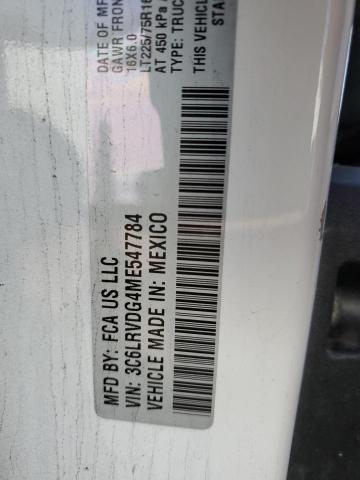 DATE OF MF
GAWR FRON
16X6.0
LT225/75R16
AT 450 kPa
TYPE: TRUC
THIS VEHICLE
STA
MFD BY: FCA US LLC
VIN: 3C6LRVDG4ME547784
VEHICLE MADE IN: MEXICO